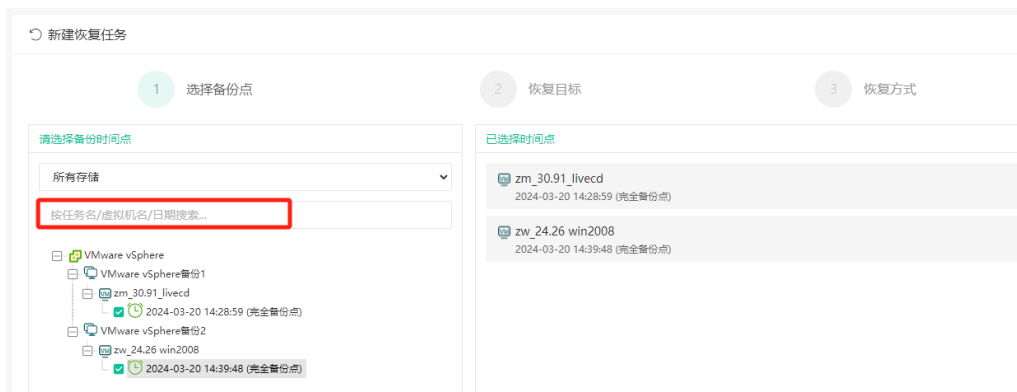 新建恢复任务
1 选择备份点 2 恢复目标 3 恢复方式
请选择备份时间点
所有存储
按任务名/虚拟机名/日期搜索...
VMware vSphere
VMware vSphere备份1
zm_30.91_livecd
2024-03-20 14:28:59 (完全备份点)
VMware vSphere备份2
zw_24.26 win2008
2024-03-20 14:39:48 (完全备份点)
已选择时间点
zm_30.91_livecd
2024-03-20 14:28:59 (完全备份点)
zw_24.26 win2008
2024-03-20 14:39:48 (完全备份点)